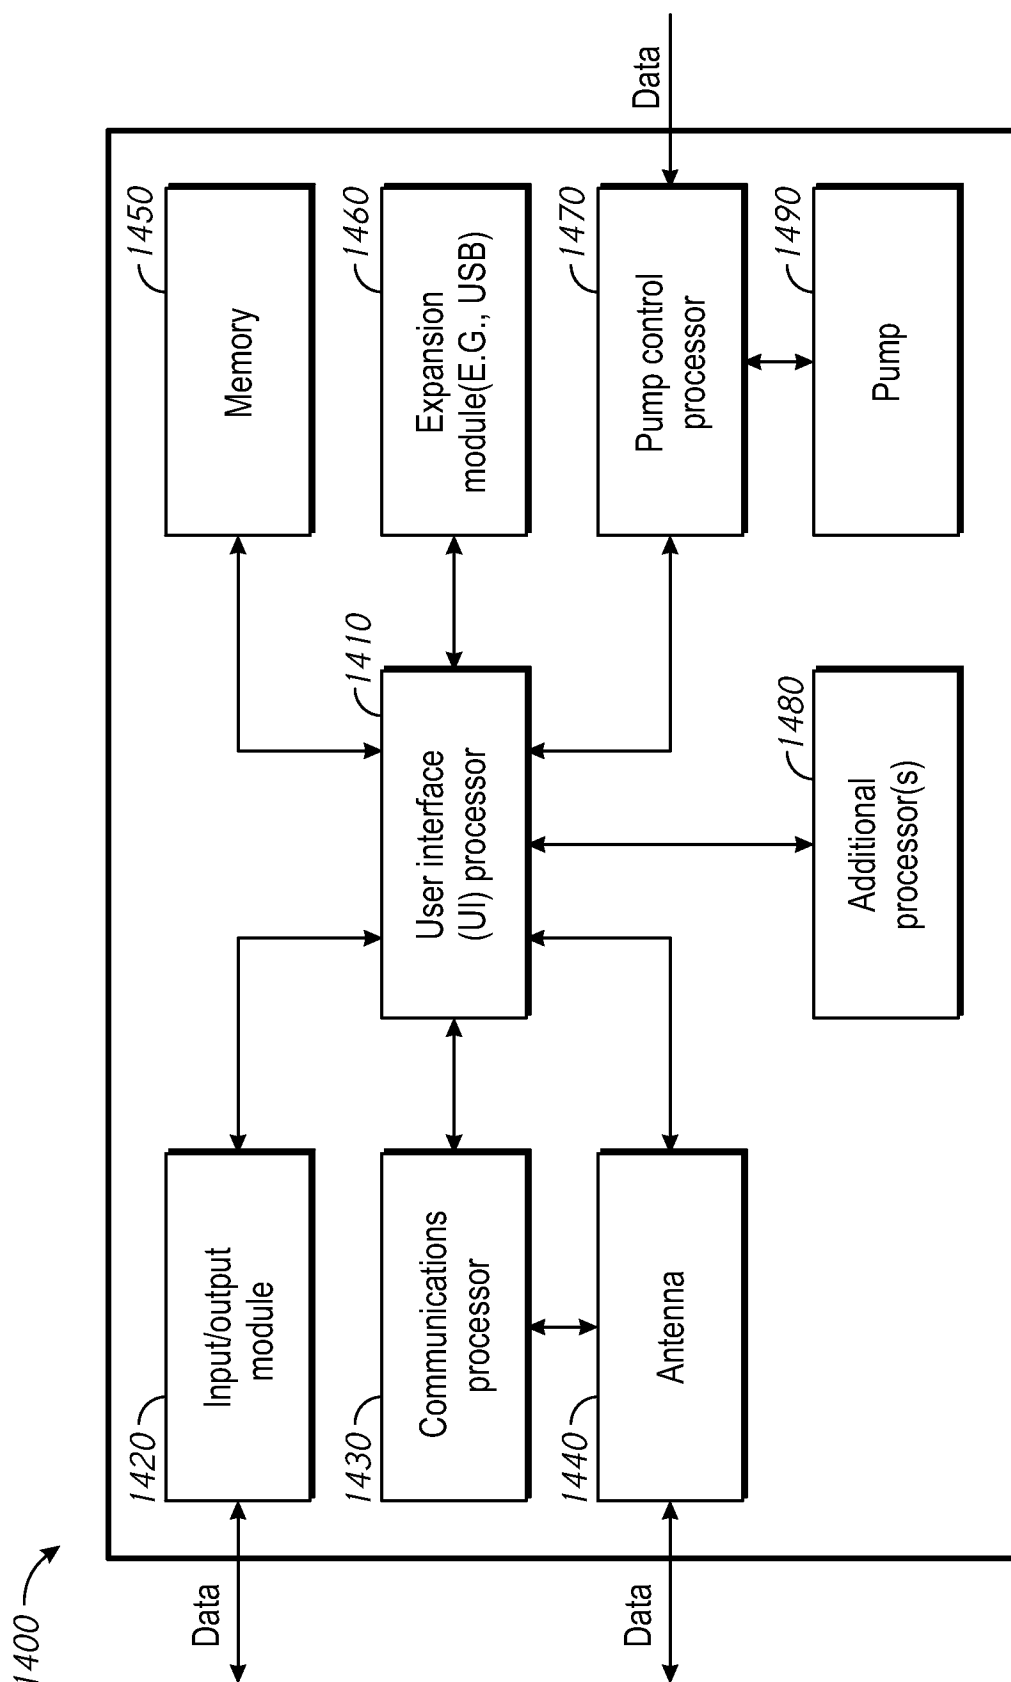 1400
Data
Data
1420
Input/output
module
1430
Communications
processor
1440
Antenna
1410
User interface
(UI) processor
1480
Additional
processor(s)
1450
Memory
1460
Expansion
module(E.G., USB)
1470
Pump control
processor
1490
Pump
Data